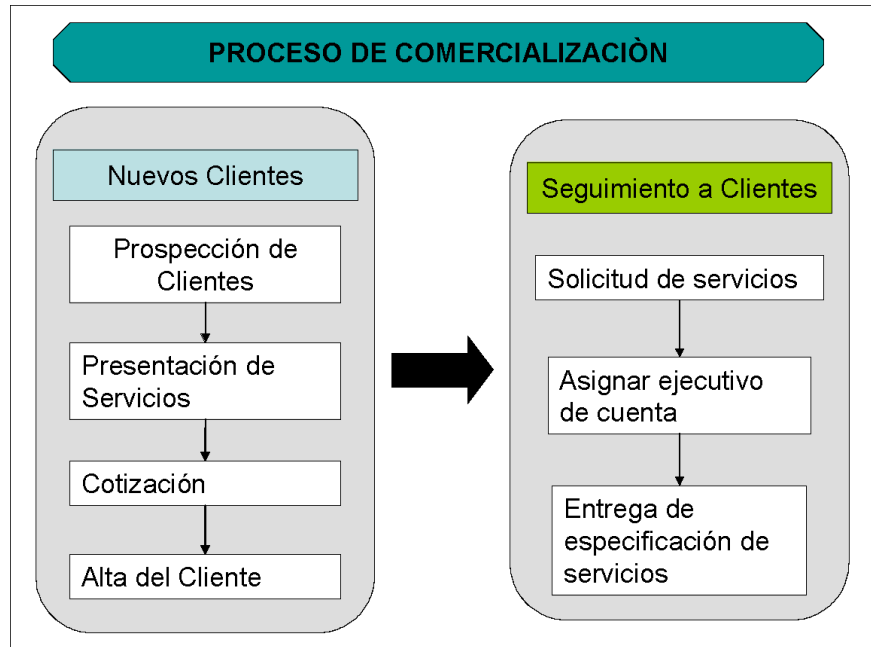 PROCESO DE COMERCIALIZACIÒN
Nuevos Clientes
Prospección de
Clientes
Presentación de
Servicios
Cotización
Alta del Cliente
Seguimiento a Clientes
Solicitud de servicios
Asignar ejecutivo
de cuenta
Entrega de
especificación de
servicios